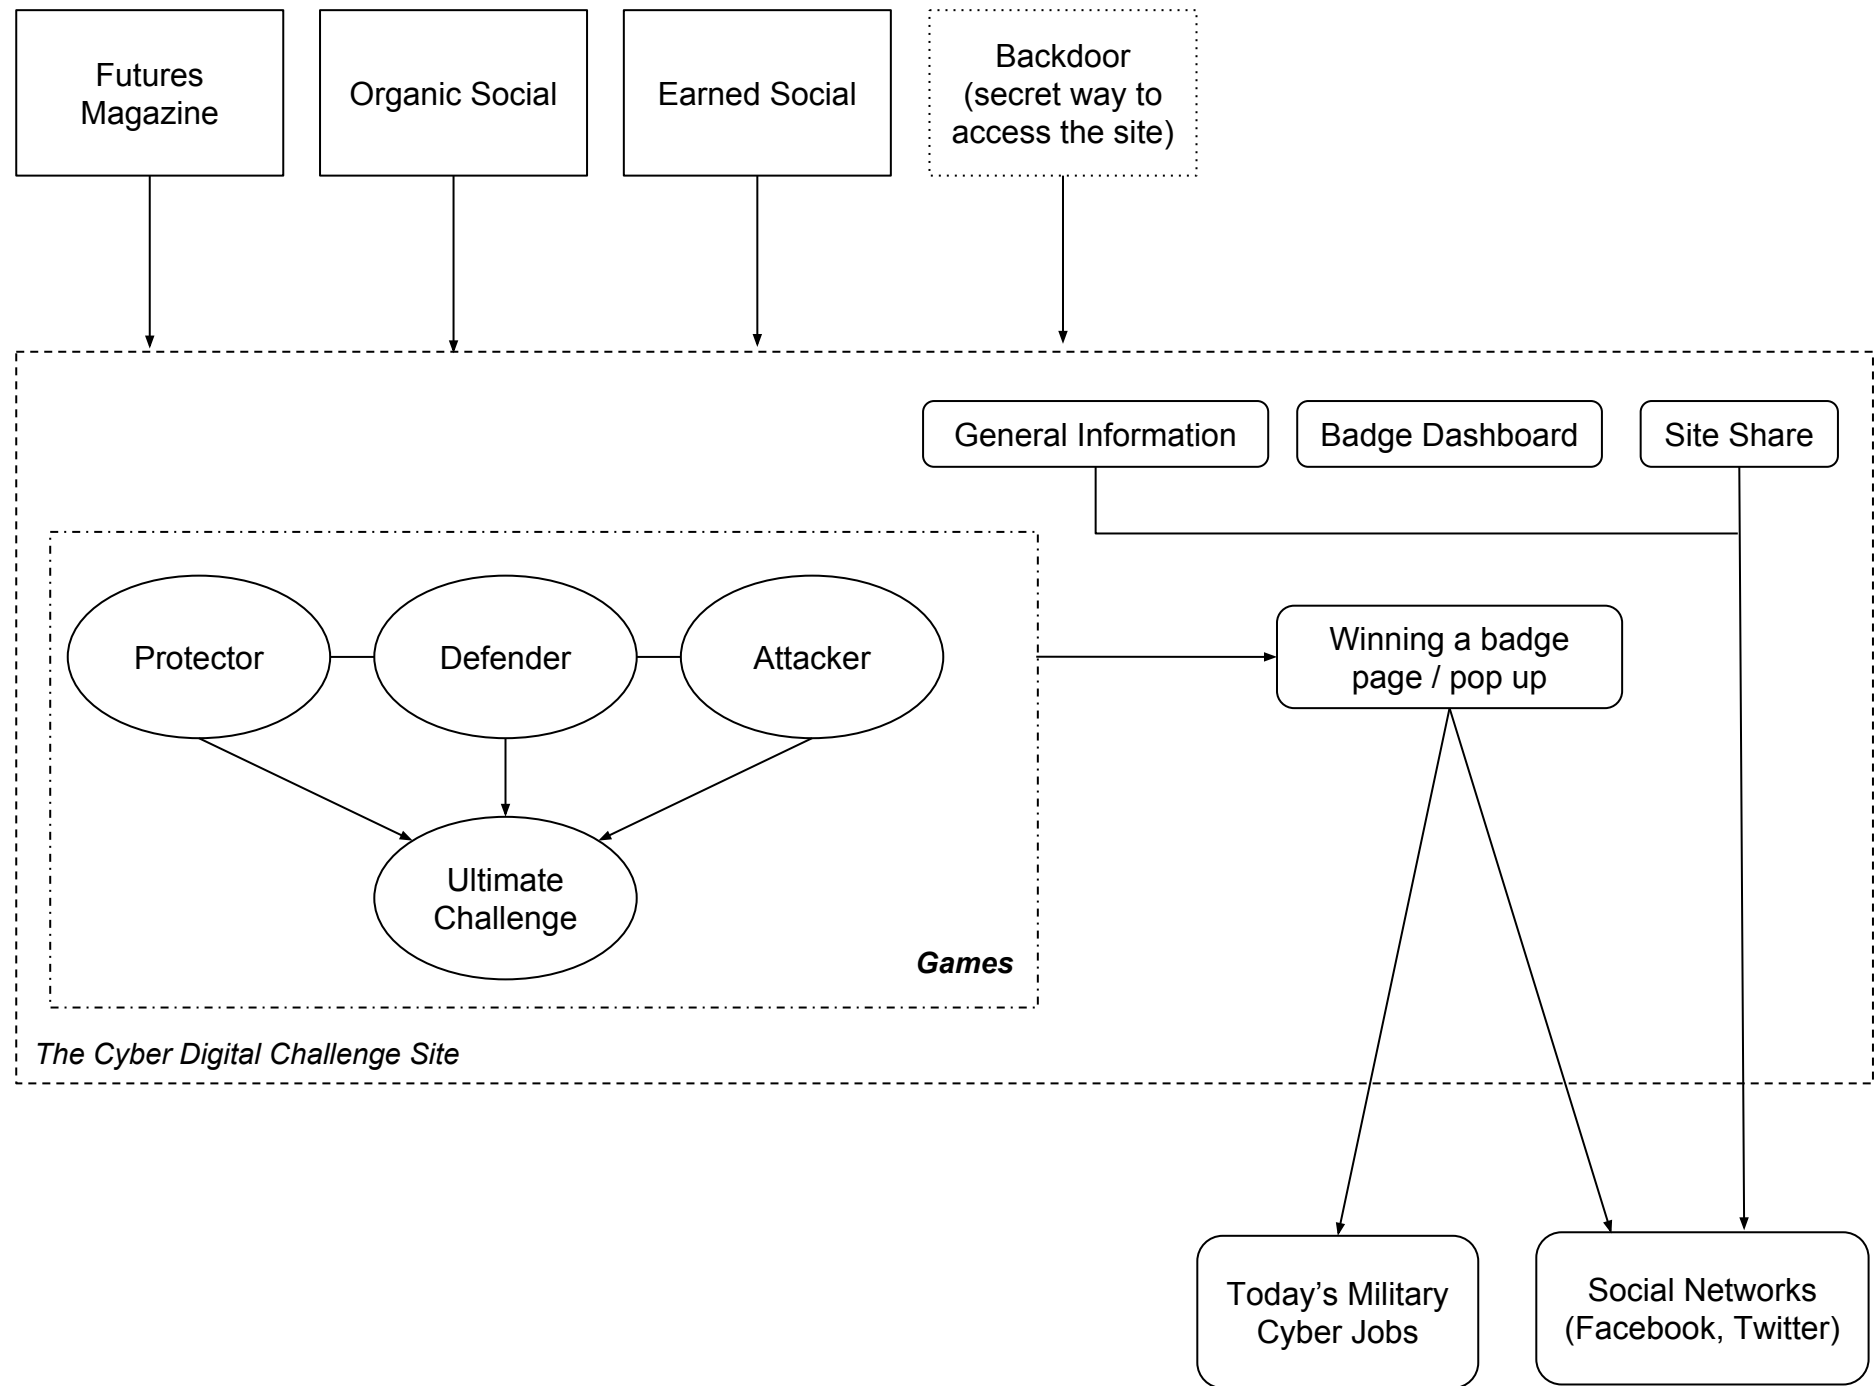 Futures
Magazine
Organic Social
Earned Social
Backdoor
(secret way to
access the site)
General Information
Badge Dashboard
Site Share
Protector
Defender
Attacker
Winning a badge
page / pop up
Ultimate
Challenge
Games
The Cyber Digital Challenge Site
Today’s Military
Cyber Jobs
Social Networks
(Facebook, Twitter)